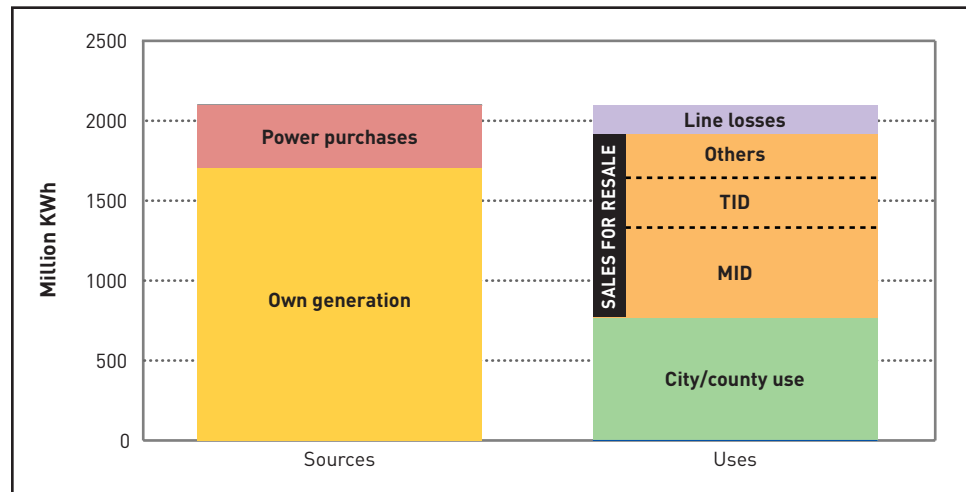 Million KWh
2500
2000
1500
1000
500
0
Power purchases
Own generation
Line losses
Others
TID
MID
SALES FOR RESALE
City/county use
Sources
Uses